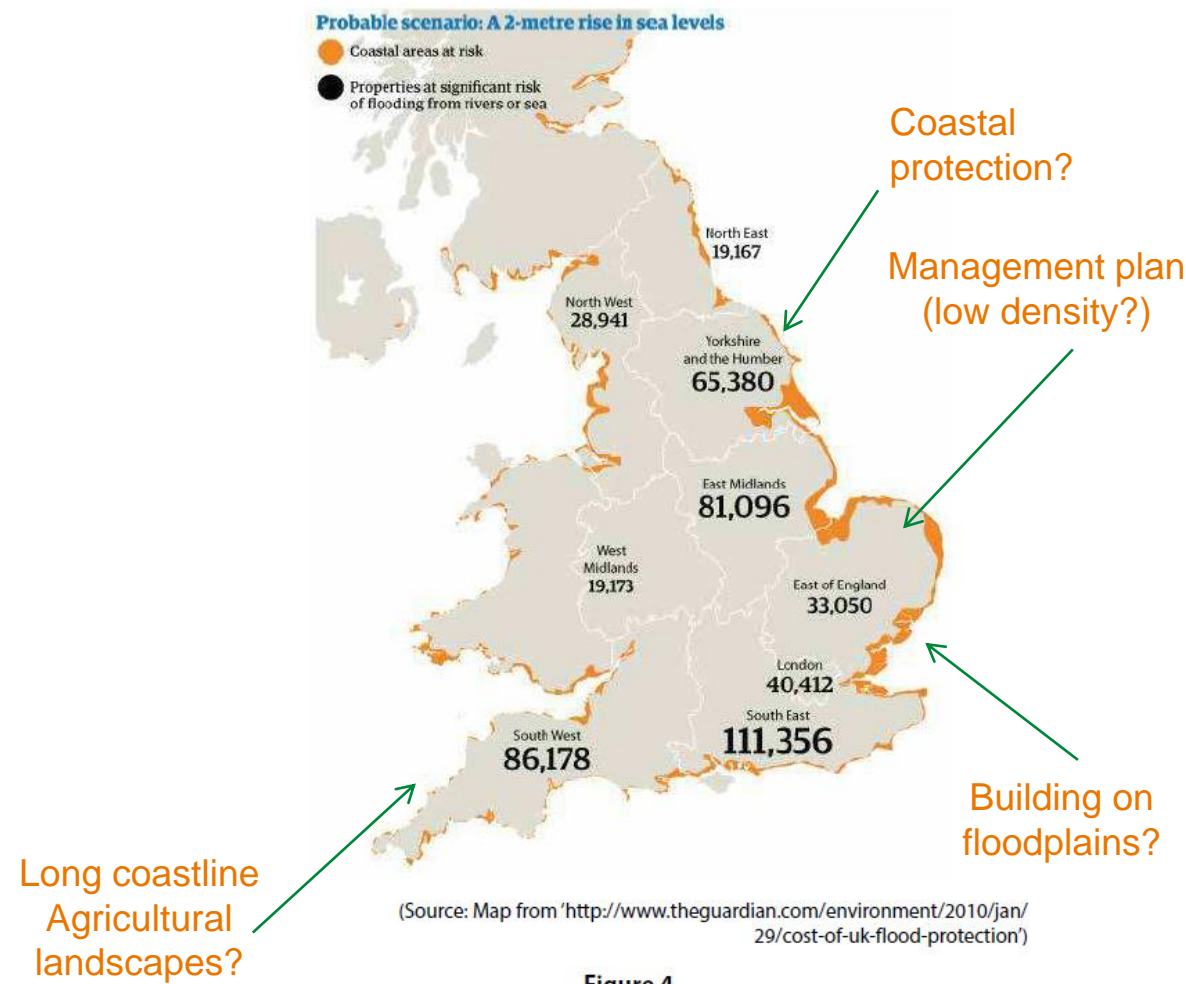 Probable scenario: A 2-metre rise in sea levels
Coastal areas at risk
Properties at significant risk
of flooding from rivers or sea
Coastal
protection?
North East
19,167
Management plan
(low density?)
North West
28,941
Yorkshire
and the Humber
65,380
East Midlands
81,096
West
Midlands
19,173
East of England
33,050
London
40,412
South East
111,356
South West
86,178
Building on
floodplains?
Long coastline
Agricultural
landscapes?
(Source: Map from 'http://www.theguardian.com/environment/2010/jan/
29/cost-of-uk-flood-protection')
Figure 4